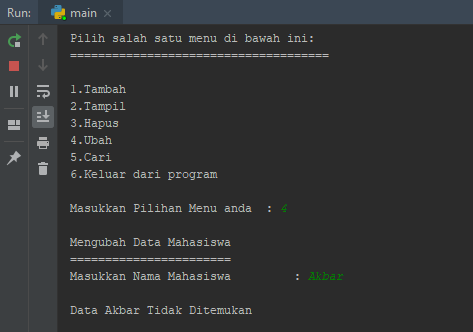 Run: main
Pilih salah satu menu di bawah ini:
=====================================
1.Tambah
2.Tampil
3.Hapus
4.Ubah
5.Cari
6.Keluar dari program
Masukkan Pilihan Menu anda : 4
Mengubah Data Mahasiswa
=======================
Masukkan Nama Mahasiswa : Akbar
Data Akbar Tidak Ditemukan